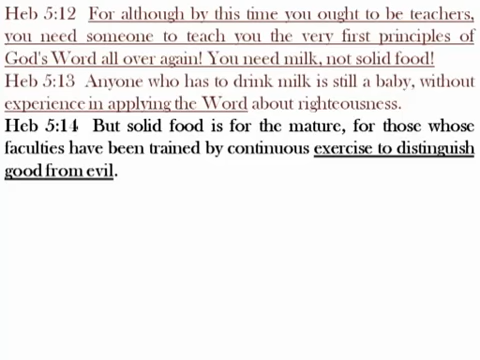 Heb 5:12 For although by this time you ought to be teachers,
you need someone to teach you the very first principles of
God's Word all over again! You need milk, not solid food!
Heb 5:13 Anyone who has to drink milk is still a baby, without
experience in applying the Word about righteousness.
Heb 5:14 But solid food is for the mature, for those whose
faculties have been trained by continuous exercise to distinguish
good from evil.